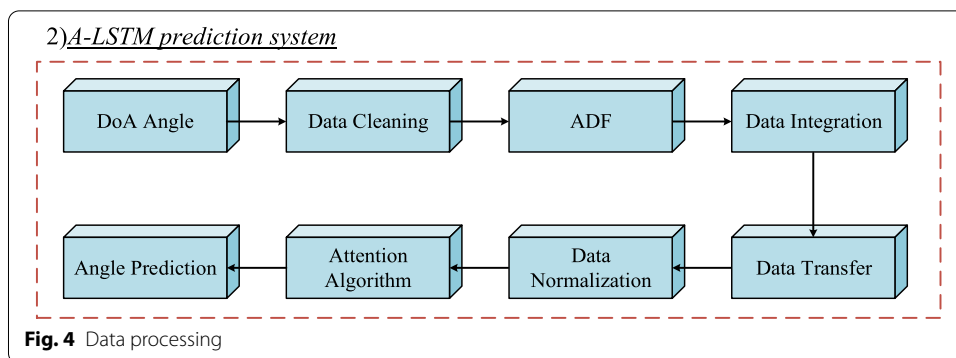 2)A-LSTM prediction system
DoA Angle
Data Cleaning
ADF
Data Integration
Data Transfer
Data
Normalization
Attention
Algorithm
Angle Prediction
Fig. 4 Data processing